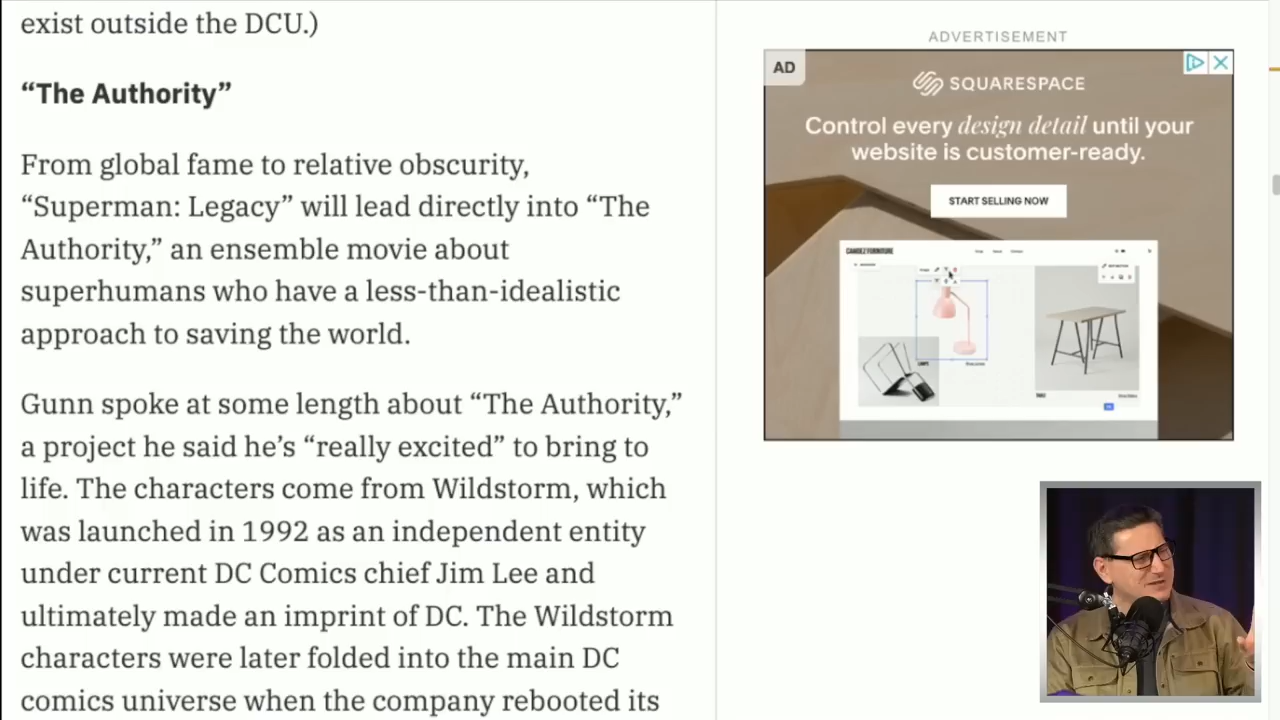 exist outside the DCU.)
“The Authority”
From global fame to relative obscurity,
“Superman: Legacy” will lead directly into “The
Authority,” an ensemble movie about
superhumans who have a less-than-idealistic
approach to saving the world.
Gunn spoke at some length about “The Authority,”
a project he said he’s “really excited” to bring to
life. The characters come from Wildstorm, which
was launched in 1992 as an independent entity
under current DC Comics chief Jim Lee and
ultimately made an imprint of DC. The Wildstorm
characters were later folded into the main DC
comics universe when the company rebooted its
ADVERTISEMENT
AD
SQUARESPACE
Control every design detail until your
website is customer-ready.
START SELLING NOW